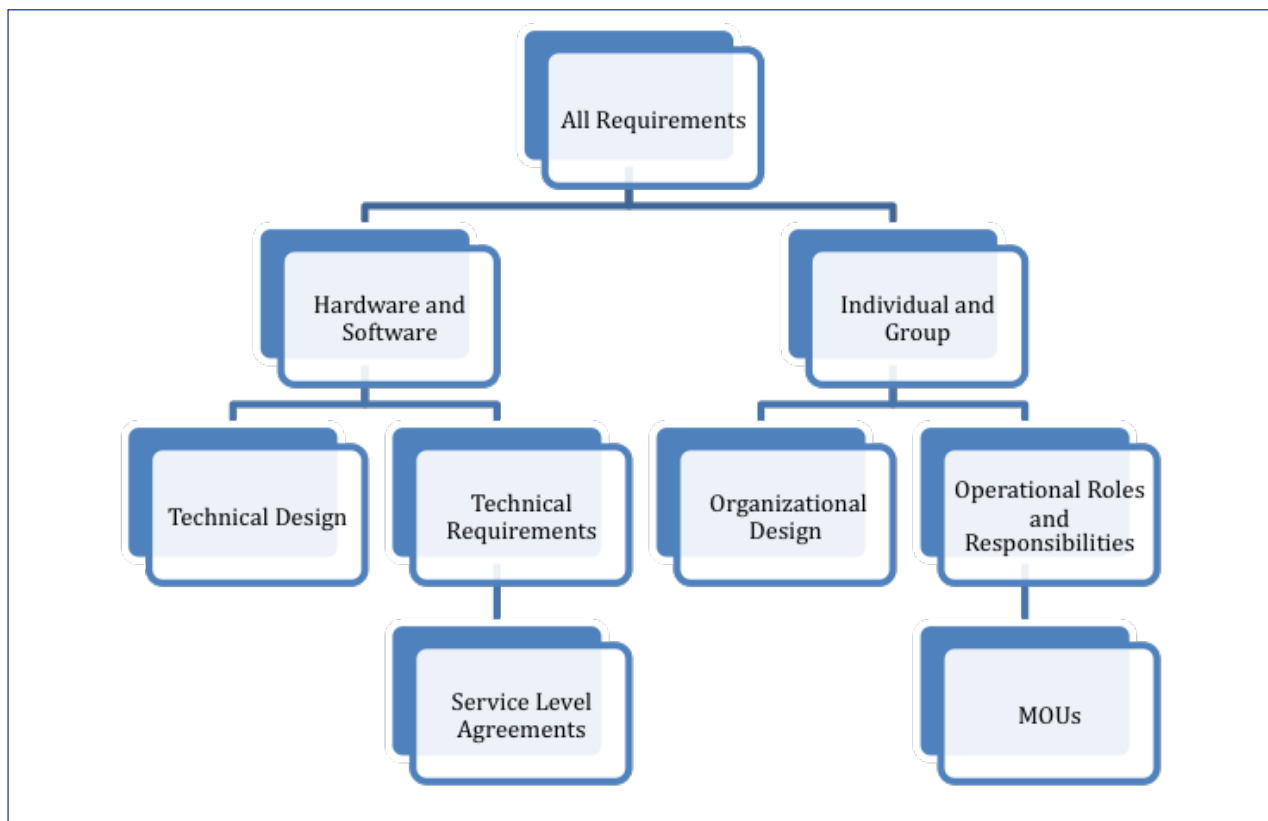 All Requirements
Hardware and
Software
Individual and
Group
Technical Design
Technical
Requirements
Organizational
Design
Operational Roles
and
Responsibilities
Service Level
Agreements
MOUs